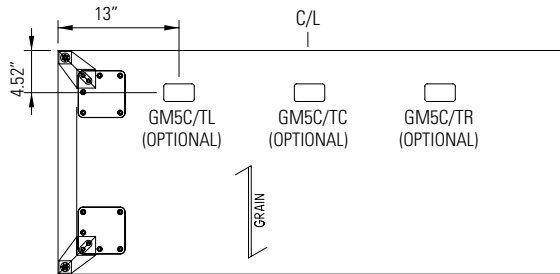 13”
C/L
4.52”
GM5C/TL
(OPTIONAL)
GM5C/TC
(OPTIONAL)
GM5C/TR
(OPTIONAL)
GRAIN